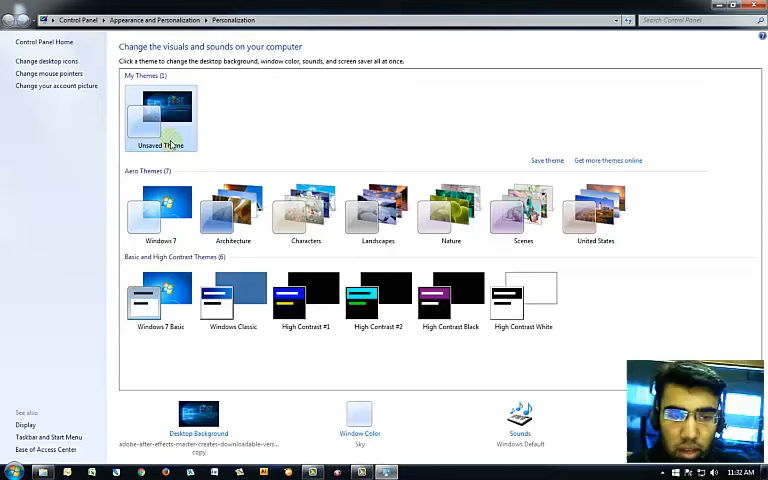 Control Panel ▸ Appearance and Personalization ▸ Personalization
Search Control Panel
Control Panel Home
Change desktop icons
Change mouse pointers
Change your account picture
Change the visuals and sounds on your computer
Click a theme to change the desktop background, window color, sounds, and screen saver all at once.
My Themes (1)
Unsaved Theme
Save theme
Get more themes online
Aero Themes (7)
Windows 7
Architecture
Characters
Landscapes
Nature
Scenes
United States
Basic and High Contrast Themes (6)
Windows 7 Basic
Windows Classic
High Contrast #1
High Contrast #2
High Contrast Black
High Contrast White
See also
Display
Taskbar and Start Menu
Ease of Access Center
Desktop Background
adobe-after-effects-master-creates-downloadable-vers...
copy
Window Color
Sky
Sounds
Windows Default
11:32 AM